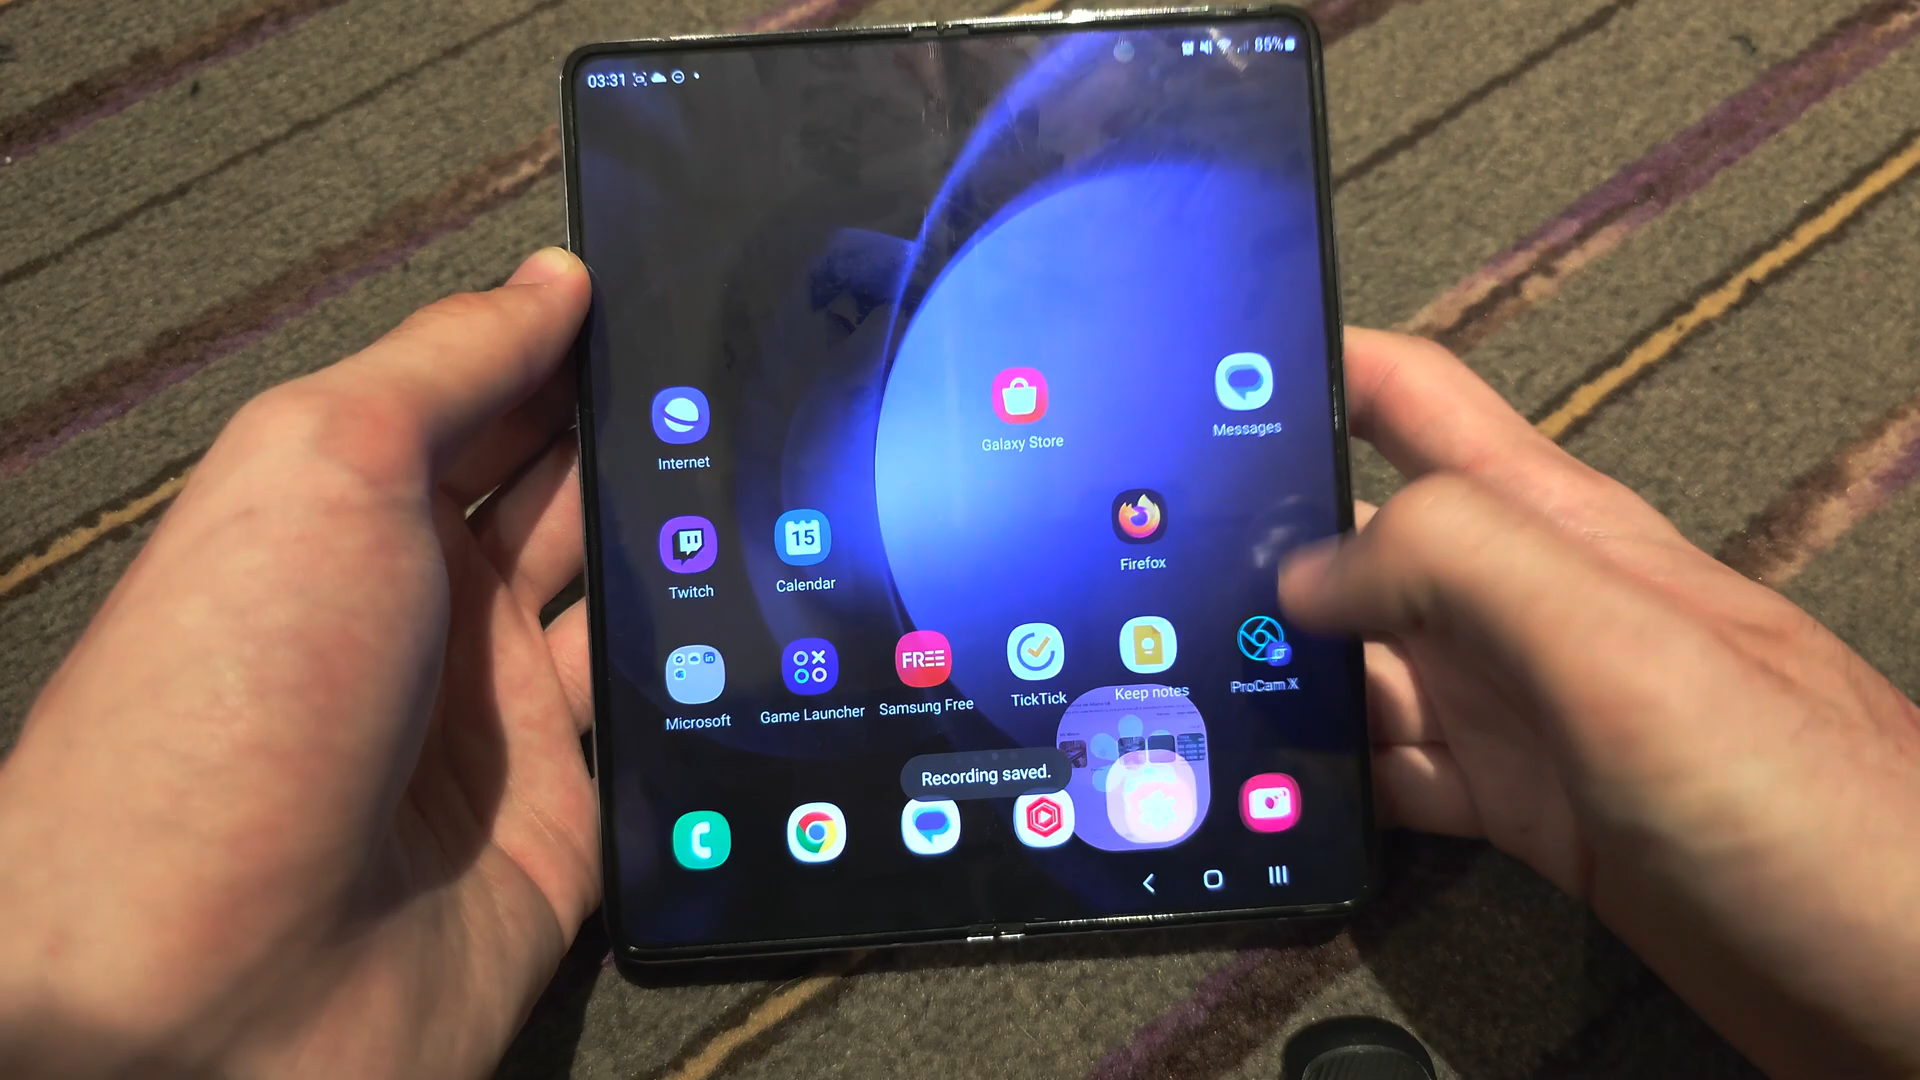 03:31
85%
Galaxy Store
Messages
Internet
Firefox
15
Twitch
Calendar
in
FREE
Microsoft
Game Launcher
Samsung Free
TickTick
Keep notes
ProCam X
Recording saved.